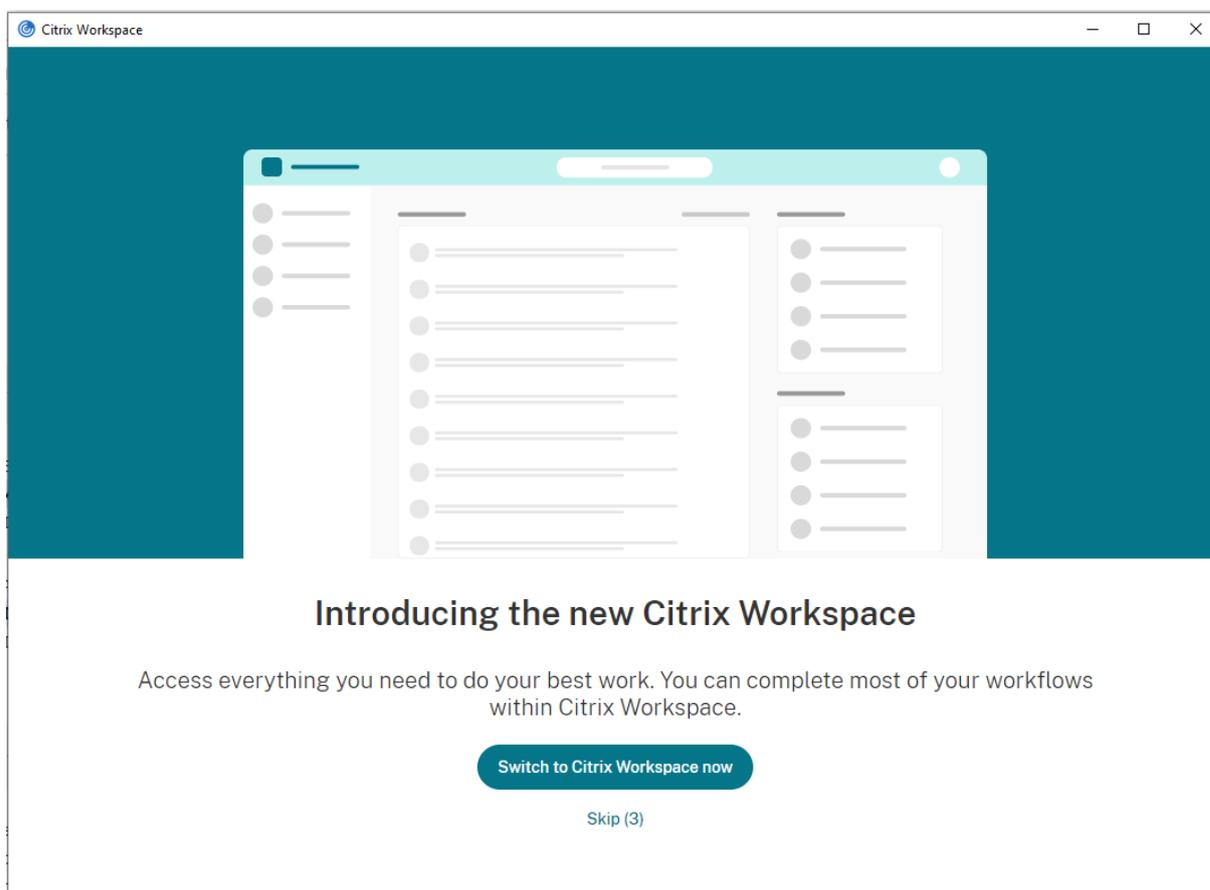 Citrix Workspace
Introducing the new Citrix Workspace
Access everything you need to do your best work. You can complete most of your workflows
within Citrix Workspace.
Switch to Citrix Workspace now
Skip (3)